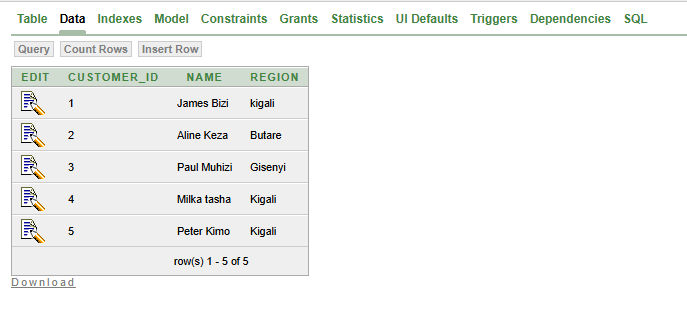 Table Data Indexes Model Constraints Grants Statistics UI Defaults Triggers Dependencies SQL
Query Count Rows Insert Row
EDIT CUSTOMER_ID NAME REGION
1 James Bizi kigali
2 Aline Keza Butare
3 Paul Muhizi Gisenyi
4 Milka tasha Kigali
5 Peter Kimo Kigali
row(s) 1 - 5 of 5
Download